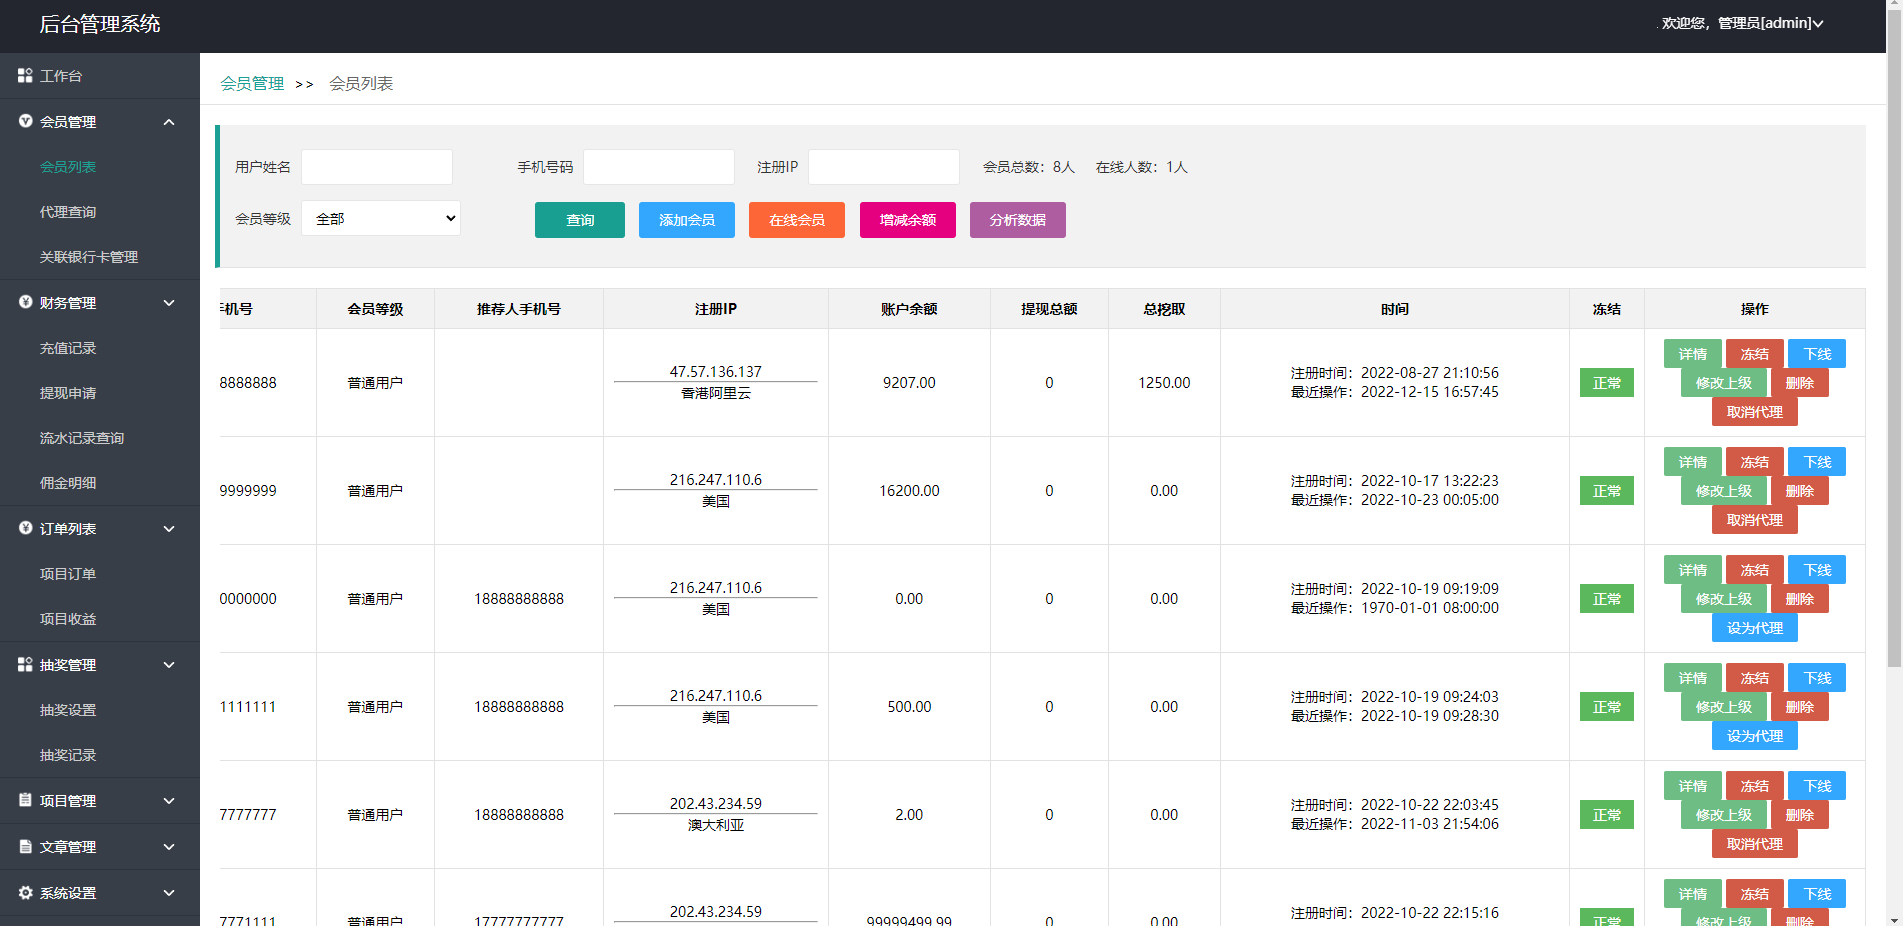 后台管理系统
欢迎您，管理员[admin]
工作台
会员管理
会员列表
代理查询
关联银行卡管理
财务管理
充值记录
提现申请
流水记录查询
佣金明细
订单列表
项目订单
项目收益
抽奖管理
抽奖设置
抽奖记录
项目管理
文章管理
系统设置
会员管理 >> 会员列表
用户姓名 手机号码 注册IP 会员总数：8人 在线人数：1人
会员等级 全部 查询 添加会员 在线会员 增减余额 分析数据
手机号 会员等级 推荐人手机号 注册IP 账户余额 提现总额 总挖取 时间 冻结 操作
8888888 普通用户 47.57.136.137 香港阿里云 9207.00 0 1250.00 注册时间：2022-08-27 21:10:56 最近操作：2022-12-15 16:57:45 正常 详情 冻结 下线 修改上级 删除 取消代理
9999999 普通用户 216.247.110.6 美国 16200.00 0 0.00 注册时间：2022-10-17 13:22:23 最近操作：2022-10-23 00:05:00 正常 详情 冻结 下线 修改上级 删除 取消代理
0000000 普通用户 18888888888 216.247.110.6 美国 0.00 0 0.00 注册时间：2022-10-19 09:19:09 最近操作：1970-01-01 08:00:00 正常 详情 冻结 下线 修改上级 删除 设为代理
1111111 普通用户 18888888888 216.247.110.6 美国 500.00 0 0.00 注册时间：2022-10-19 09:24:03 最近操作：2022-10-19 09:28:30 正常 详情 冻结 下线 修改上级 删除 设为代理
7777777 普通用户 18888888888 202.43.234.59 澳大利亚 2.00 0 0.00 注册时间：2022-10-22 22:03:45 最近操作：2022-11-03 21:54:06 正常 详情 冻结 下线 修改上级 删除 取消代理
7771111 普通用户 17777777777 202.43.234.59 99999499.99 0 0.00 注册时间：2022-10-22 22:15:16 正常 详情 冻结 下线 修改上级 删除